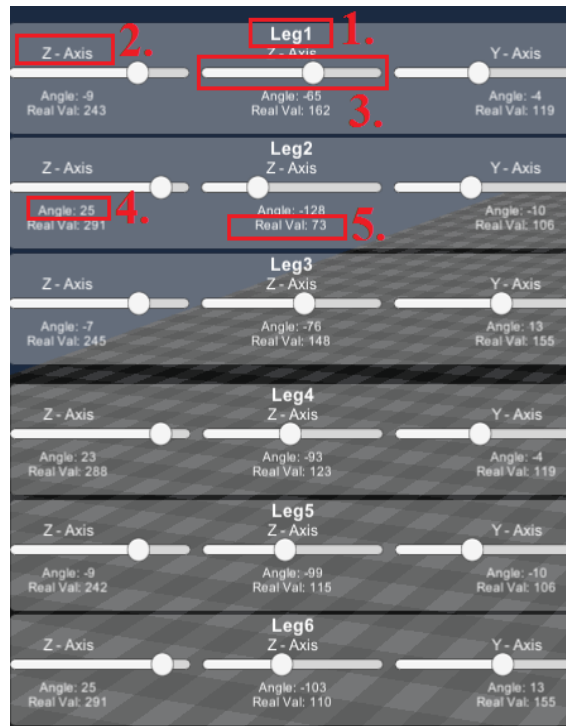 Leg1 1.
Z - Axis 2. Z - Axis Y - Axis
3.
Angle: -9 Angle: -65 Angle: -4
Real Val: 243 Real Val: 162 Real Val: 119
Leg2
Z - Axis Z - Axis Y - Axis
Angle: 25 4. Angle: -128 Angle: -10
Real Val: 291 Real Val: 73 5. Real Val: 106
Leg3
Z - Axis Z - Axis Y - Axis
Angle: -7 Angle: -76 Angle: 13
Real Val: 245 Real Val: 148 Real Val: 155
Leg4
Z - Axis Z - Axis Y - Axis
Angle: 23 Angle: -93 Angle: -4
Real Val: 288 Real Val: 123 Real Val: 119
Leg5
Z - Axis Z - Axis Y - Axis
Angle: -9 Angle: -99 Angle: -10
Real Val: 242 Real Val: 115 Real Val: 106
Leg6
Z - Axis Z - Axis Y - Axis
Angle: 25 Angle: -103 Angle: 13
Real Val: 291 Real Val: 110 Real Val: 155